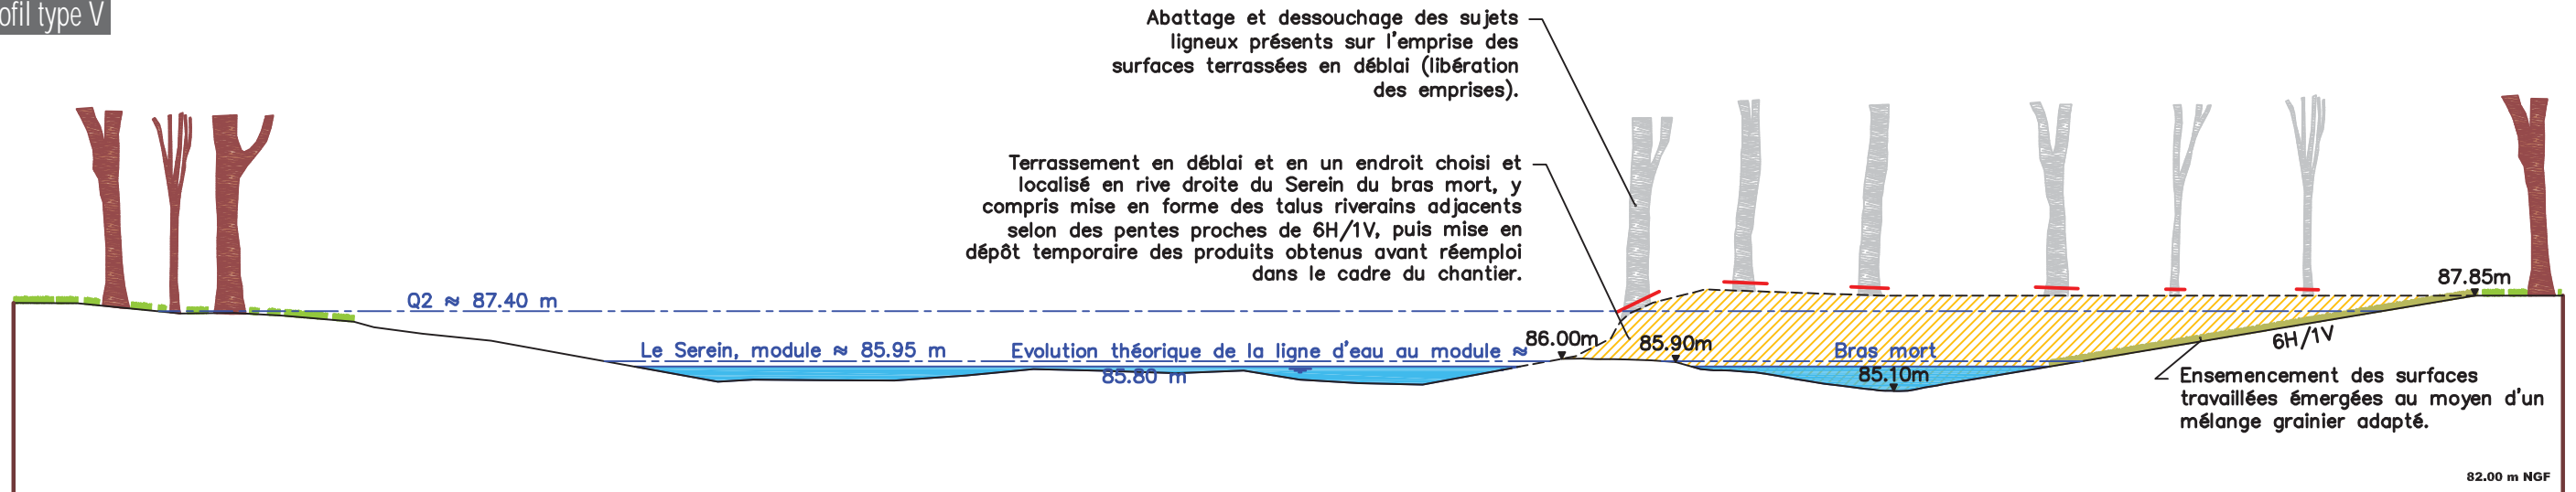 ofil type V
Abattage et dessouchage des sujets
ligneux présents sur l'emprise des
surfaces terrassées en déblai (libération
des emprises).
Terrassement en déblai et en un endroit choisi et
localisé en rive droite du Serein du bras mort, y
compris mise en forme des talus riverains adjacents
selon des pentes proches de 6H/1V, puis mise en
dépôt temporaire des produits obtenus avant réemploi
dans le cadre du chantier.
87.85m
Q2 ≈ 87.40 m
86.00m
85.90m
6H/1V
Le Serein, module ≈ 85.95 m
Evolution théorique de la ligne d'eau au module ≈
85.80 m
Bras mort
85.10m
Ensemencement des surfaces
travaillées émergées au moyen d'un
mélange grainier adapté.
82.00 m NGF